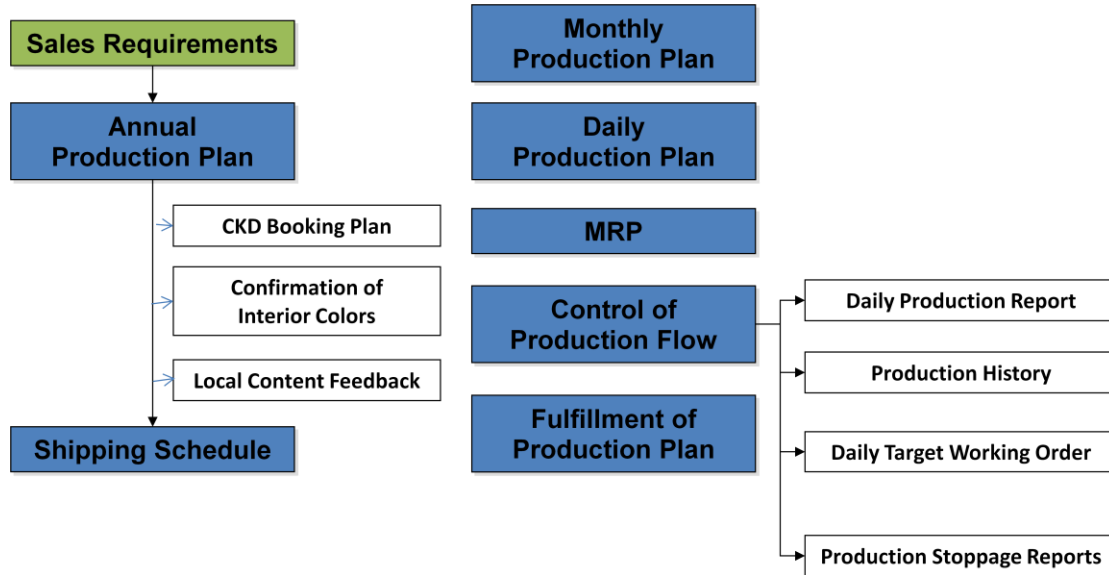 Sales Requirements
Annual
Production Plan
CKD Booking Plan
Confirmation of
Interior Colors
Local Content Feedback
Shipping Schedule
Monthly
Production Plan
Daily
Production Plan
MRP
Control of
Production Flow
Fulfillment of
Production Plan
Daily Production Report
Production History
Daily Target Working Order
Production Stoppage Reports